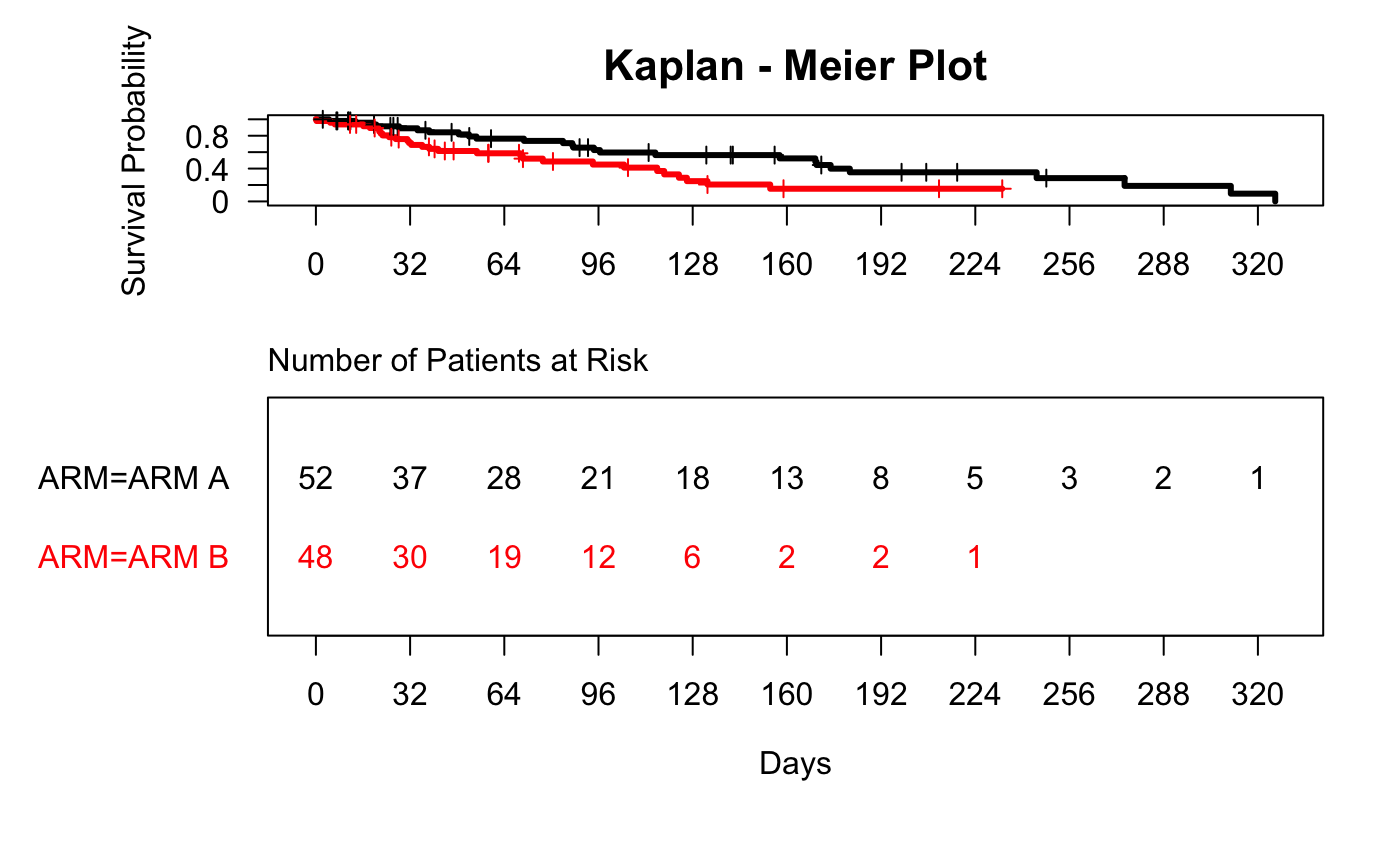 Kaplan - Meier Plot
Survival Probability
0.8
0.4
0
0 32 64 96 128 160 192 224 256 288 320
Number of Patients at Risk
ARM=ARM A 52 37 28 21 18 13 8 5 3 2 1
ARM=ARM B 48 30 19 12 6 2 2 1
0 32 64 96 128 160 192 224 256 288 320
Days